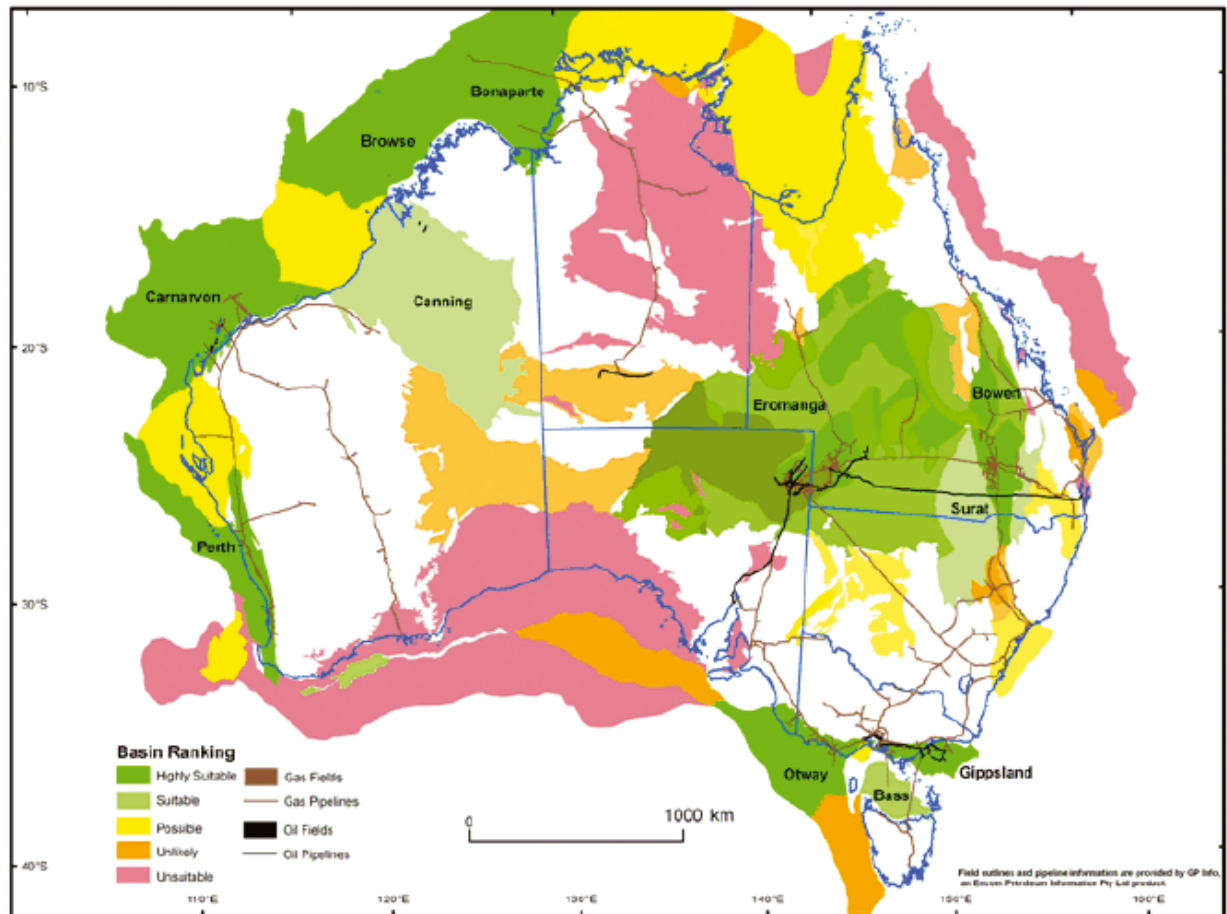 10°S
Bonaparte
Browse
Carnarvon
Canning
20°S
Eromanga
Bowen
Surat
Perth
30°S
Otway
Gippsland
Bass
Basin Ranking
Highly Suitable
Suitable
Possible
Unlikely
Unsuitable
Gas Fields
Gas Pipelines
Oil Fields
Oil Pipelines
0 1000 km
40°S
Field outlines and pipeline information are provided by GP Info,
an Encom Petroleum Information Pty Ltd product.
110°E 120°E 130°E 140°E 150°E 160°E